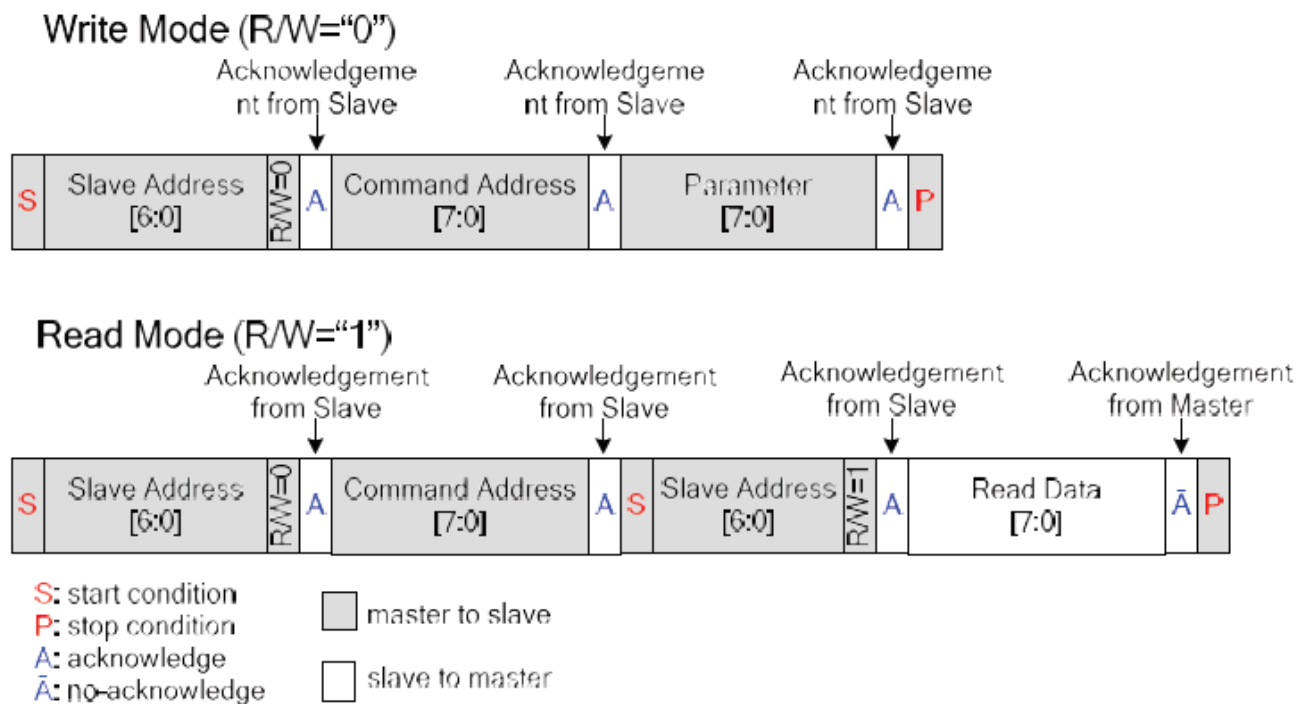 Write Mode (R/W="0")
Acknowledgeme
nt from Slave
Acknowledgeme
nt from Slave
Acknowledgeme
nt from Slave
S
Slave Address
[6:0]
R/W=0
A
Command Address
[7:0]
A
Parameter
[7:0]
A
P
Read Mode (R/W="1")
Acknowledgement
from Slave
Acknowledgement
from Slave
Acknowledgement
from Slave
Acknowledgement
from Master
S
Slave Address
[6:0]
R/W=0
A
Command Address
[7:0]
A
S
Slave Address
[6:0]
R/W=1
A
Read Data
[7:0]
Ā
P
S: start condition
P: stop condition
A: acknowledge
Ā: no-acknowledge
master to slave
slave to master